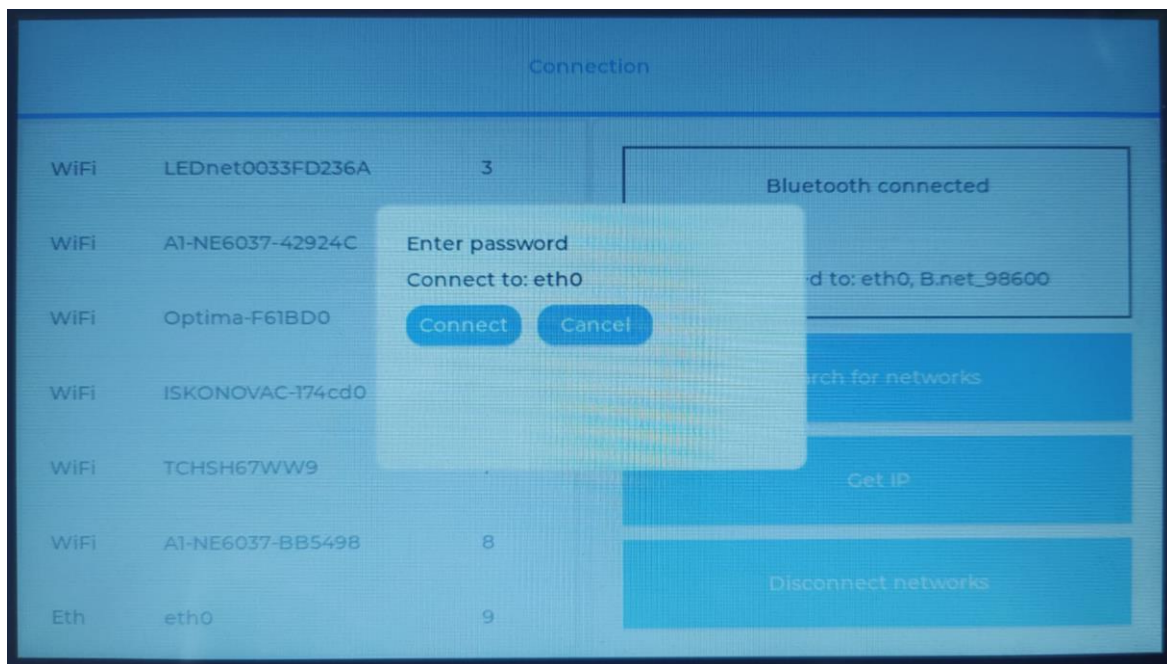 Connection
WiFi LEDnet0033FD236A 3
WiFi A1-NE6037-42924C
WiFi Optima-F61BD0
WiFi ISKONOVAC-174cd0
WiFi TCHSH67WW9
WiFi A1-NE6037-BB5498 8
Eth eth0 9
Enter password
Connect to: eth0
Connect Cancel
Bluetooth connected
d to: eth0, B.net_98600
rch for networks
Get IP
Disconnect networks